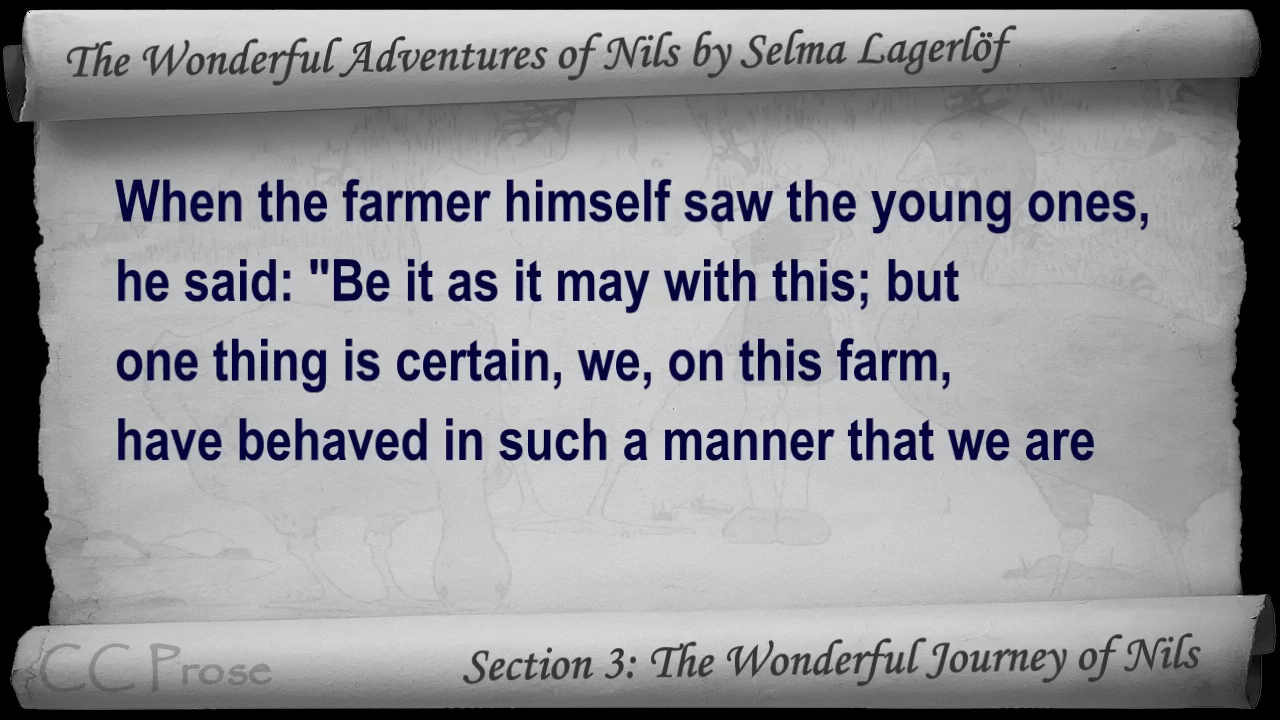 The Wonderful Adventures of Nils by Selma Lagerlöf
When the farmer himself saw the young ones,
he said: "Be it as it may with this; but
one thing is certain, we, on this farm,
have behaved in such a manner that we are
CC Prose
Section 3: The Wonderful Journey of Nils